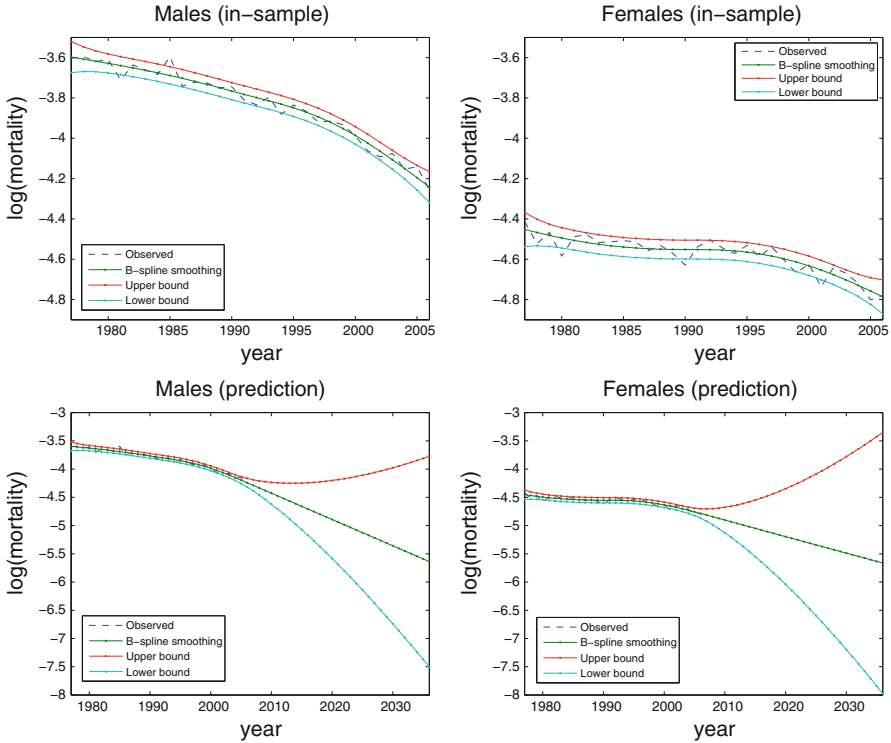 Males (in−sample)
log(mortality)
−3.6
−3.8
−4
−4.2
−4.4
−4.6
−4.8
Observed
B−spline smoothing
Upper bound
Lower bound
1980 1985 1990 1995 2000 2005
year
Females (in−sample)
log(mortality)
−3.6
−3.8
−4
−4.2
−4.4
−4.6
−4.8
Observed
B−spline smoothing
Upper bound
Lower bound
1980 1985 1990 1995 2000 2005
year
Males (prediction)
log(mortality)
−3
−3.5
−4
−4.5
−5
−5.5
−6
−6.5
−7
−7.5
−8
Observed
B−spline smoothing
Upper bound
Lower bound
1980 1990 2000 2010 2020 2030
year
Females (prediction)
log(mortality)
−3
−3.5
−4
−4.5
−5
−5.5
−6
−6.5
−7
−7.5
−8
Observed
B−spline smoothing
Upper bound
Lower bound
1980 1990 2000 2010 2020 2030
year